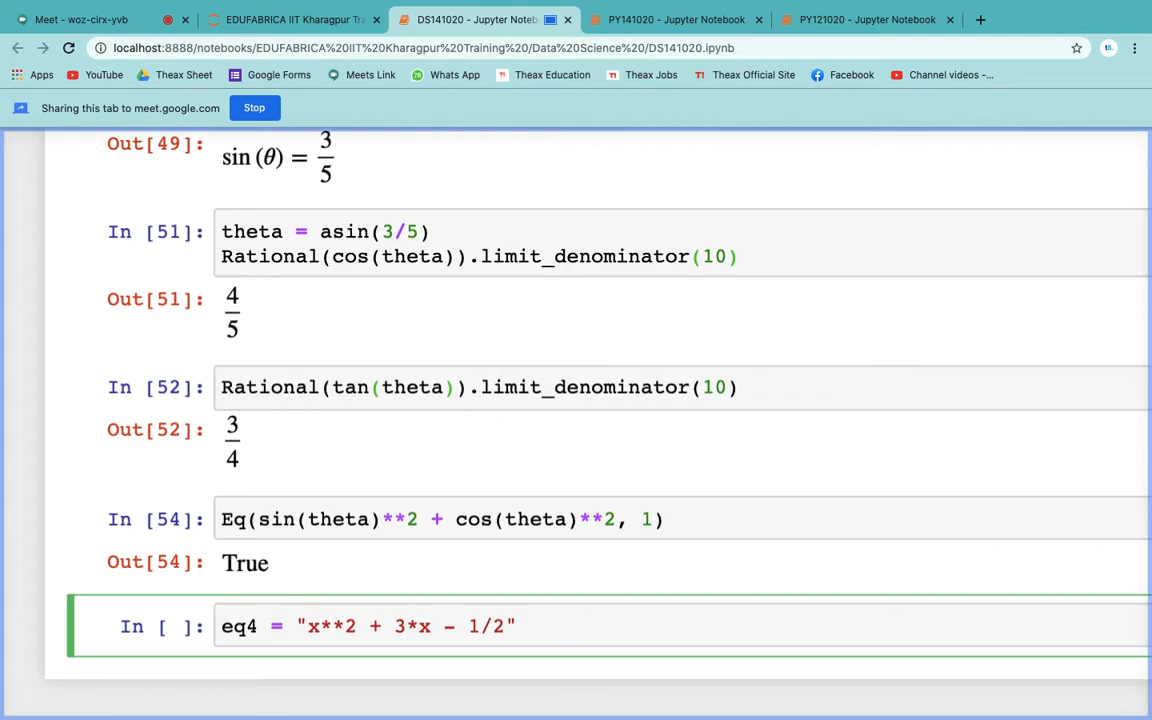 Meet - woz-cirx-yvb
EDUFABRICA IIT Kharagpur Tra
DS141020 - Jupyter Noteb
PY141020 - Jupyter Notebook
PY121020 - Jupyter Notebook
localhost:8888/notebooks/EDUFABRICA%20IIT%20Kharagpur%20Training%20/Data%20Science%20/DS141020.ipynb
Apps YouTube Theax Sheet Google Forms Meets Link Whats App Theax Education Theax Jobs Theax Official Site Facebook Channel videos -...
Sharing this tab to meet.google.com Stop
Out[49]: sin (θ) = 3/5
In [51]: theta = asin(3/5)
Rational(cos(theta)).limit_denominator(10)
Out[51]: 4/5
In [52]: Rational(tan(theta)).limit_denominator(10)
Out[52]: 3/4
In [54]: Eq(sin(theta)**2 + cos(theta)**2, 1)
Out[54]: True
In [ ]: eq4 = "x**2 + 3*x - 1/2"